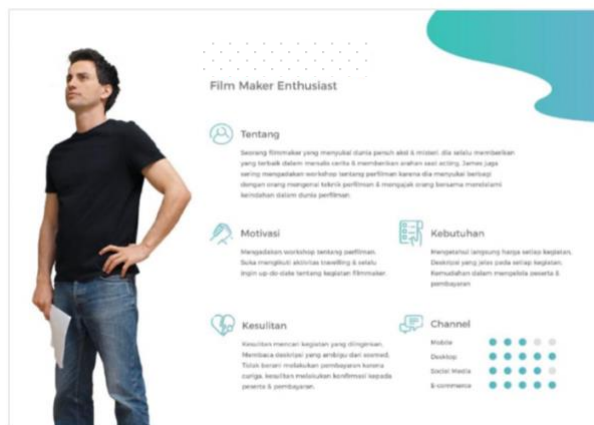 Film Maker Enthusiast
Tentang
Seorang filmmaker yang menyukai dunia penuh aksi & misteri, dia selalu memberikan
yang terbaik dalam menulis cerita & memberikan arahan saat acting. James juga
sering mengadakan workshop tentang perfilman karena dia menyukai berbagi
dengan orang mengenai teknik perfilman & mengajak orang bersama mendalami
keindahan dalam dunia perfilman.
Motivasi
Mengadakan workshop tentang perfilman.
Suka mengikuti aktivitas travelling & selalu
ingin up-to-date tentang kegiatan filmmaker.
Kebutuhan
Mengetahui langsung harga setiap kegiatan.
Deskripsi yang jelas pada setiap kegiatan.
Kemudahan dalam mengelola peserta &
pembayaran
Kesulitan
Kesulitan mencari kegiatan yang diinginkan.
Membaca deskripsi yang ambigu dari sosmed.
Tidak berani melakukan pembayaran karena
curiga. kesulitan melakukan konfirmasi kepada
peserta & pembayaran.
Channel
Mobile
Desktop
Social Media
E-commerce